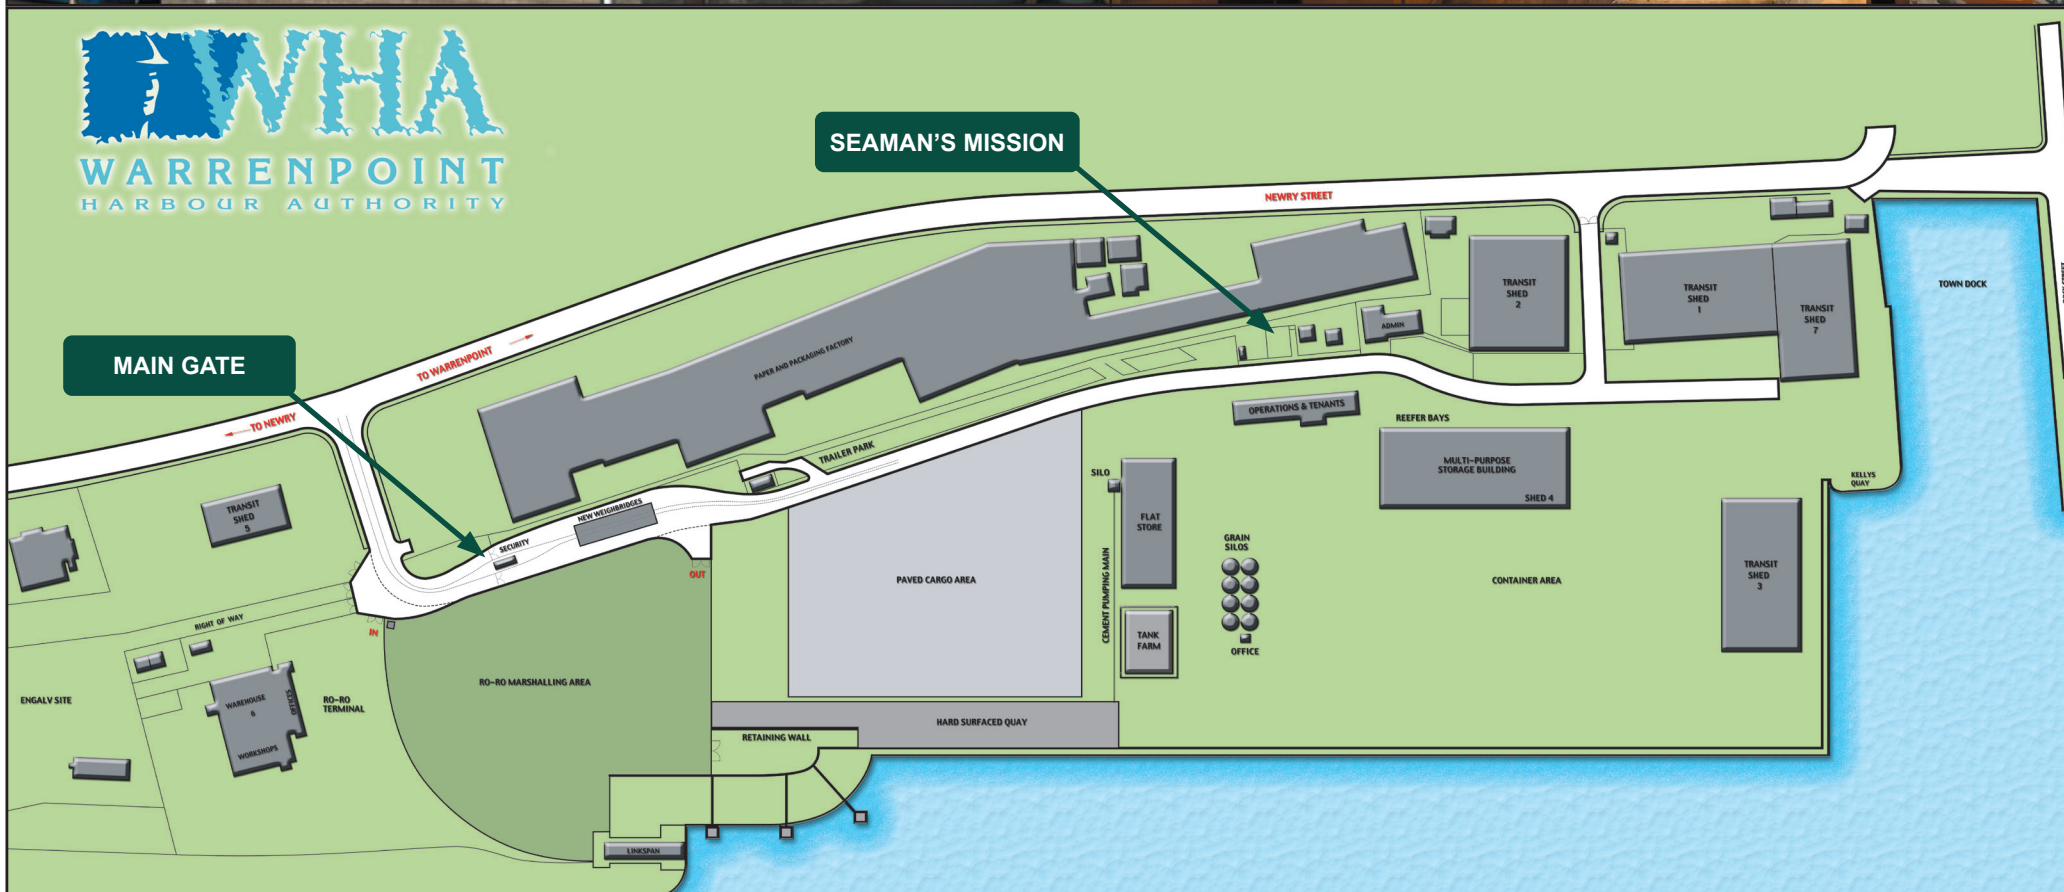 WHA
WARRENPOINT
HARBOUR AUTHORITY
SEAMAN'S MISSION
NEWRY STREET
MAIN GATE
TO WARRENPOINT
TO NEWRY
PAPER AND PACKAGING FACTORY
TRANSIT
SHED
2
TRANSIT
SHED
1
TRANSIT
SHED
7
TOWN DOCK
DOCK STREET
ADMIN
OPERATIONS & TENANTS
REEFER BAYS
TRAILER PARK
NEW WEIGHBRIDGES
SECURITY
TRANSIT
SHED
5
SILO
FLAT
STORE
MULTI-PURPOSE
STORAGE BUILDING
SHED 4
KELLYS
QUAY
GRAIN
SILOS
OUT
PAVED CARGO AREA
CEMENT PUMPING MAIN
CONTAINER AREA
TRANSIT
SHED
3
RIGHT OF WAY
IN
TANK
FARM
OFFICE
RO-RO MARSHALLING AREA
ENGALV SITE
WAREHOUSE
6
OFFICES
WORKSHOPS
RO-RO
TERMINAL
HARD SURFACED QUAY
RETAINING WALL
LINKSPAN